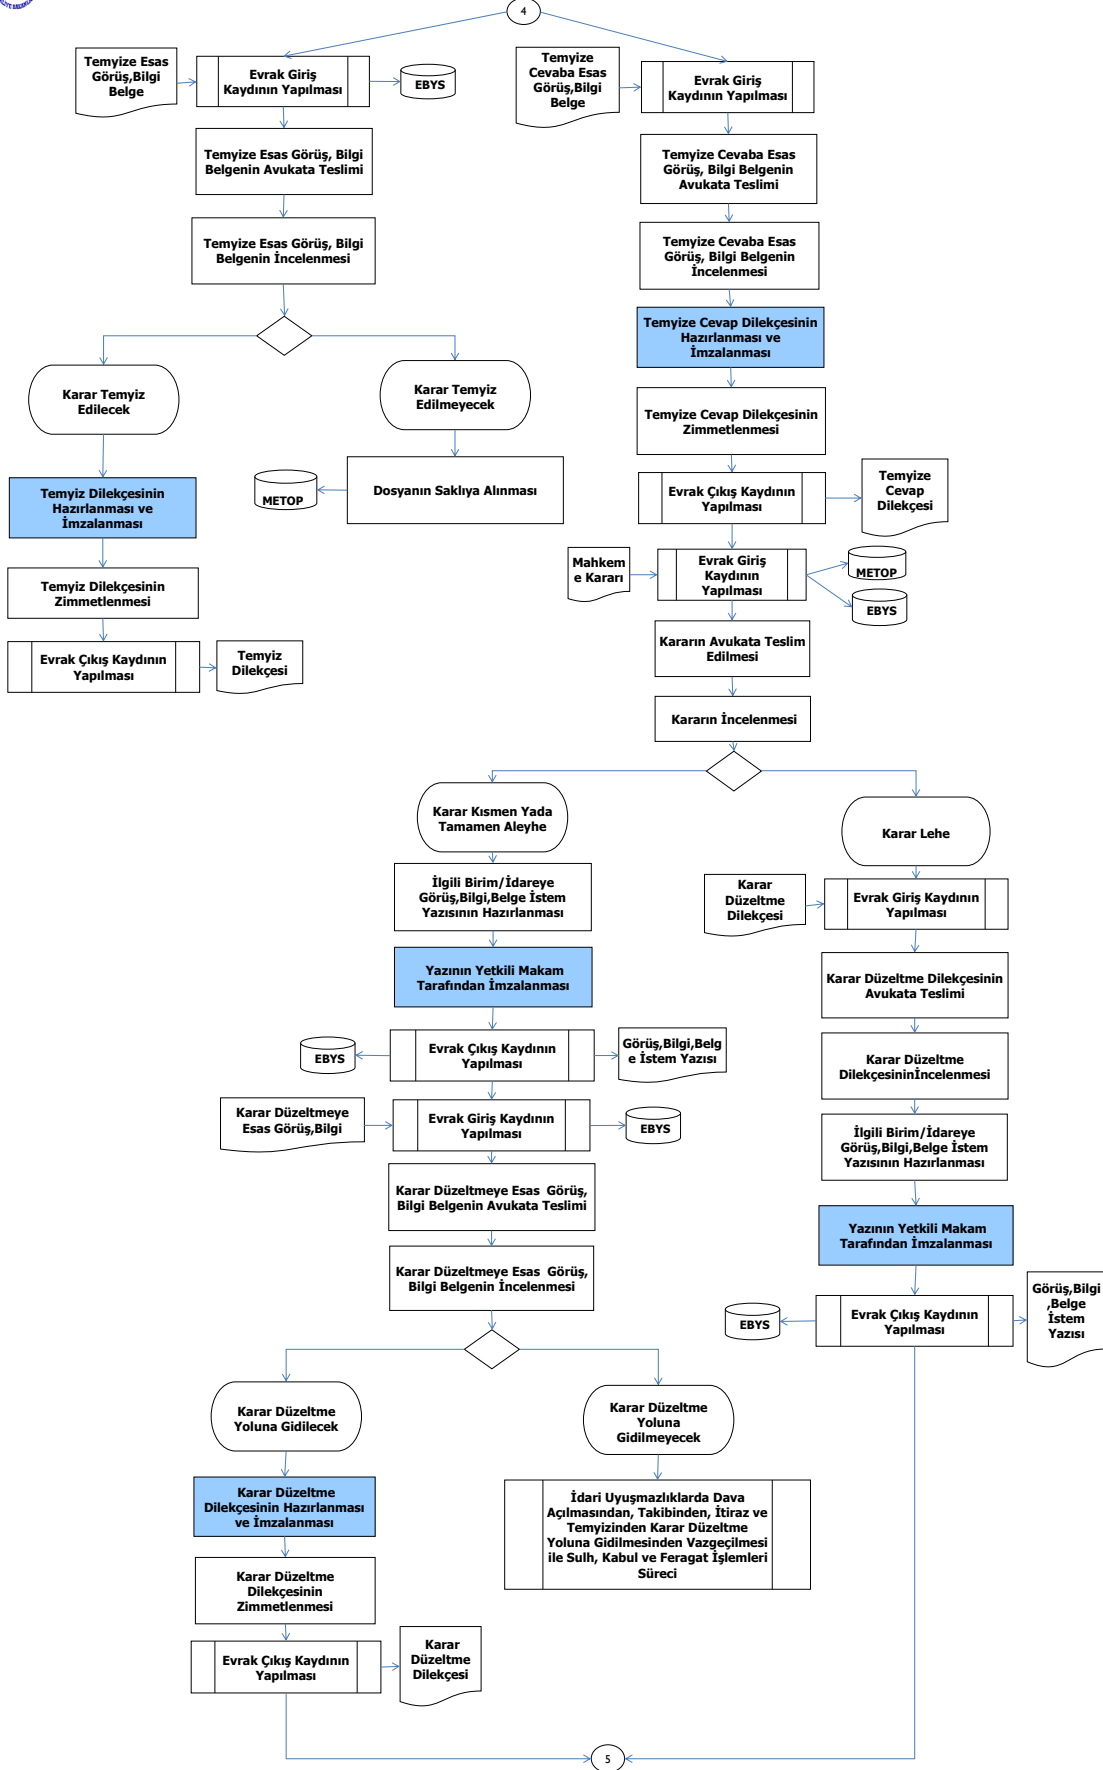 4
Temyize Esas
Görüş,Bilgi
Belge
Evrak Giriş
Kaydının Yapılması
EBYS
Temyize Esas Görüş, Bilgi
Belgenin Avukata Teslimi
Temyize Esas Görüş, Bilgi
Belgenin İncelenmesi
Karar Temyiz
Edilecek
Karar Temyiz
Edilmeyecek
Temyiz Dilekçesinin
Hazırlanması ve
İmzalanması
METOP
Dosyanın Saklıya Alınması
Temyiz Dilekçesinin
Zimmetlenmesi
Evrak Çıkış Kaydının
Yapılması
Temyiz
Dilekçesi
Temyize
Cevaba Esas
Görüş,Bilgi
Belge
Evrak Giriş
Kaydının Yapılması
Temyize Cevaba Esas
Görüş, Bilgi Belgenin
Avukata Teslimi
Temyize Cevaba Esas
Görüş, Bilgi Belgenin
İncelenmesi
Temyize Cevap Dilekçesinin
Hazırlanması ve
İmzalanması
Temyize Cevap Dilekçesinin
Zimmetlenmesi
Evrak Çıkış Kaydının
Yapılması
Temyize
Cevap
Dilekçesi
Mahkem
e Kararı
Evrak Giriş
Kaydının
Yapılması
METOP
EBYS
Kararın Avukata Teslim
Edilmesi
Kararın İncelenmesi
Karar Kısmen Yada
Tamamen Aleyhe
İlgili Birim/İdareye
Görüş,Bilgi,Belge İstem
Yazısının Hazırlanması
Yazının Yetkili Makam
Tarafından İmzalanması
EBYS
Evrak Çıkış Kaydının
Yapılması
Görüş,Bilgi,Belg
e İstem Yazısı
Karar Düzeltmeye
Esas Görüş,Bilgi
Evrak Giriş Kaydının
Yapılması
EBYS
Karar Düzeltmeye Esas  Görüş,
Bilgi Belgenin Avukata Teslimi
Karar Düzeltmeye Esas  Görüş,
Bilgi Belgenin İncelenmesi
Karar Düzeltme
Yoluna Gidilecek
Karar Düzeltme
Yoluna
Gidilmeyecek
Karar Düzeltme
Dilekçesinin Hazırlanması
ve İmzalanması
İdari Uyuşmazlıklarda Dava
Açılmasından, Takibinden, İtiraz ve
Temyizinden Karar Düzeltme
Yoluna Gidilmesinden Vazgeçilmesi
ile Sulh, Kabul ve Feragat İşlemleri
Süreci
Karar Düzeltme
Dilekçesinin
Zimmetlenmesi
Evrak Çıkış Kaydının
Yapılması
Karar
Düzeltme
Dilekçesi
Karar Lehe
Karar
Düzeltme
Dilekçesi
Evrak Giriş Kaydının
Yapılması
Karar Düzeltme Dilekçesinin
Avukata Teslimi
Karar Düzeltme
Dilekçesininİncelenmesi
İlgili Birim/İdareye
Görüş,Bilgi,Belge İstem
Yazısının Hazırlanması
Yazının Yetkili Makam
Tarafından İmzalanması
EBYS
Evrak Çıkış Kaydının
Yapılması
Görüş,Bilgi
,Belge
İstem
Yazısı
5